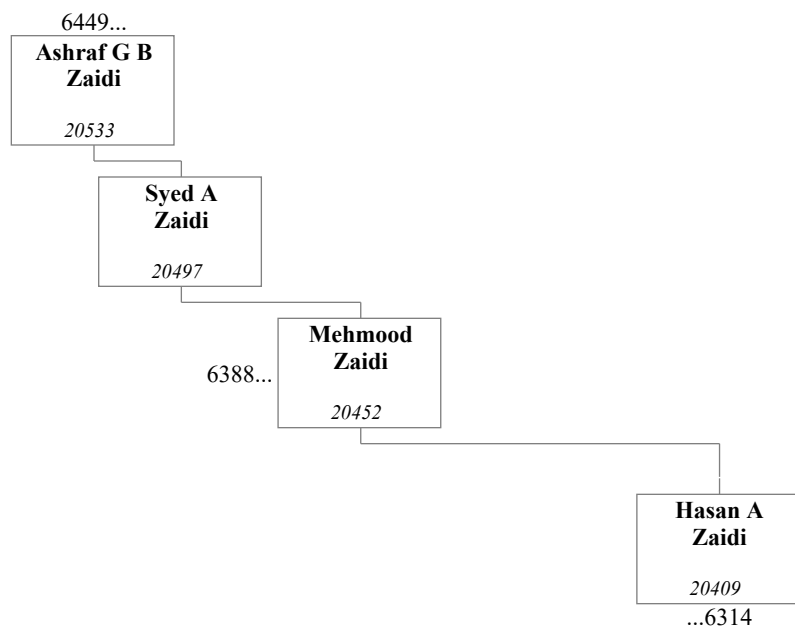 6449...
Ashraf G B
Zaidi
20533
Syed A
Zaidi
20497
Mehmood
Zaidi
6388...
20452
Hasan A
Zaidi
20409
...6314